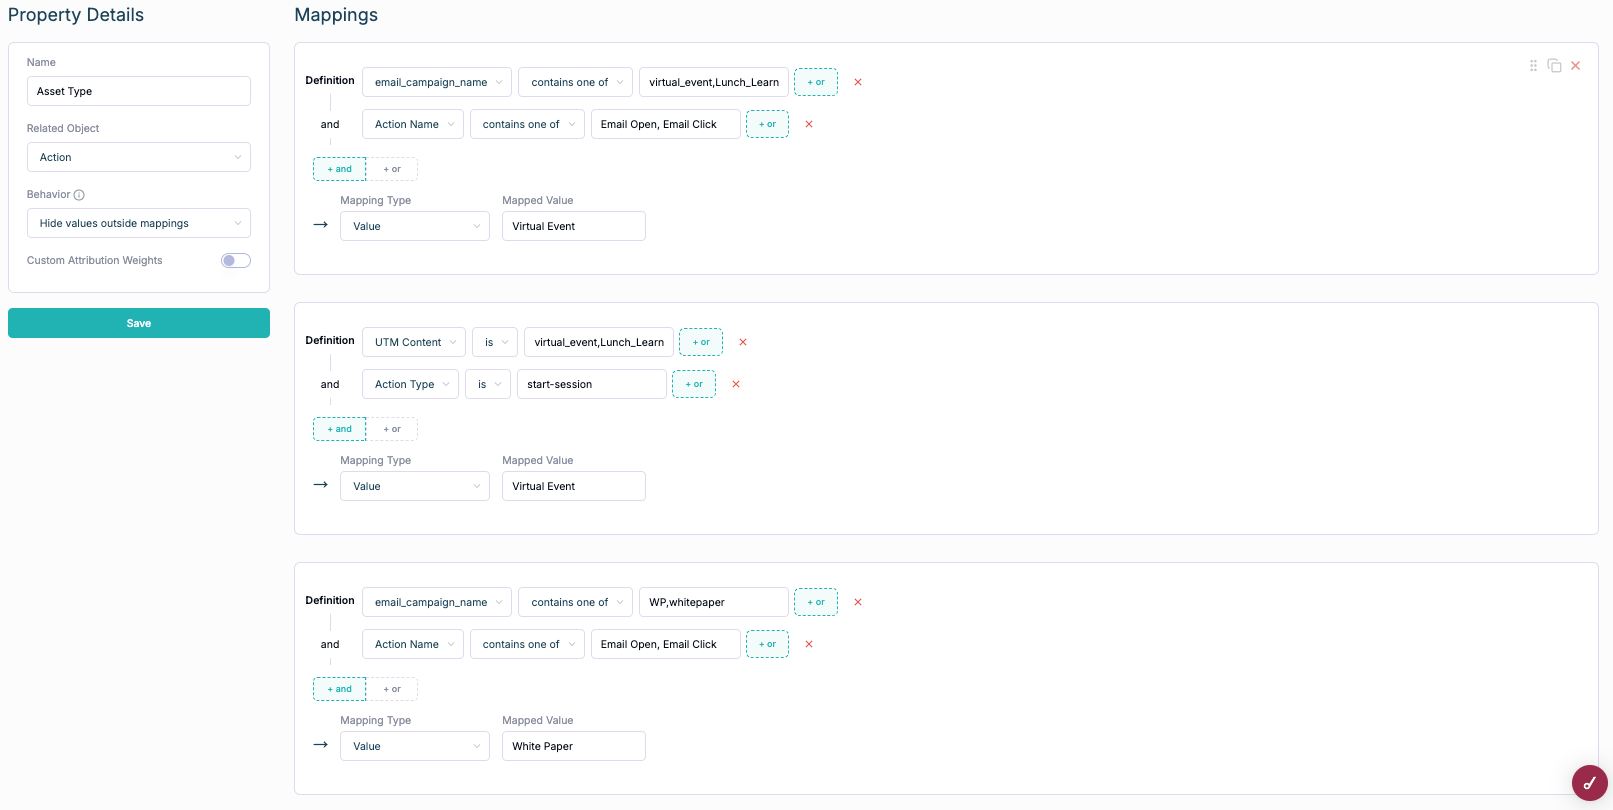 Property Details
Name
Asset Type
Related Object
Action
Behavior
Hide values outside mappings
Custom Attribution Weights
Save
Mappings
Definition email_campaign_name contains one of virtual_event,Lunch_Learn + or
and Action Name contains one of Email Open, Email Click + or
+ and + or
Mapping Type Mapped Value
→ Value Virtual Event
Definition UTM Content is virtual_event,Lunch_Learn + or
and Action Type is start-session + or
+ and + or
Mapping Type Mapped Value
→ Value Virtual Event
Definition email_campaign_name contains one of WP,whitepaper + or
and Action Name contains one of Email Open, Email Click + or
+ and + or
Mapping Type Mapped Value
→ Value White Paper